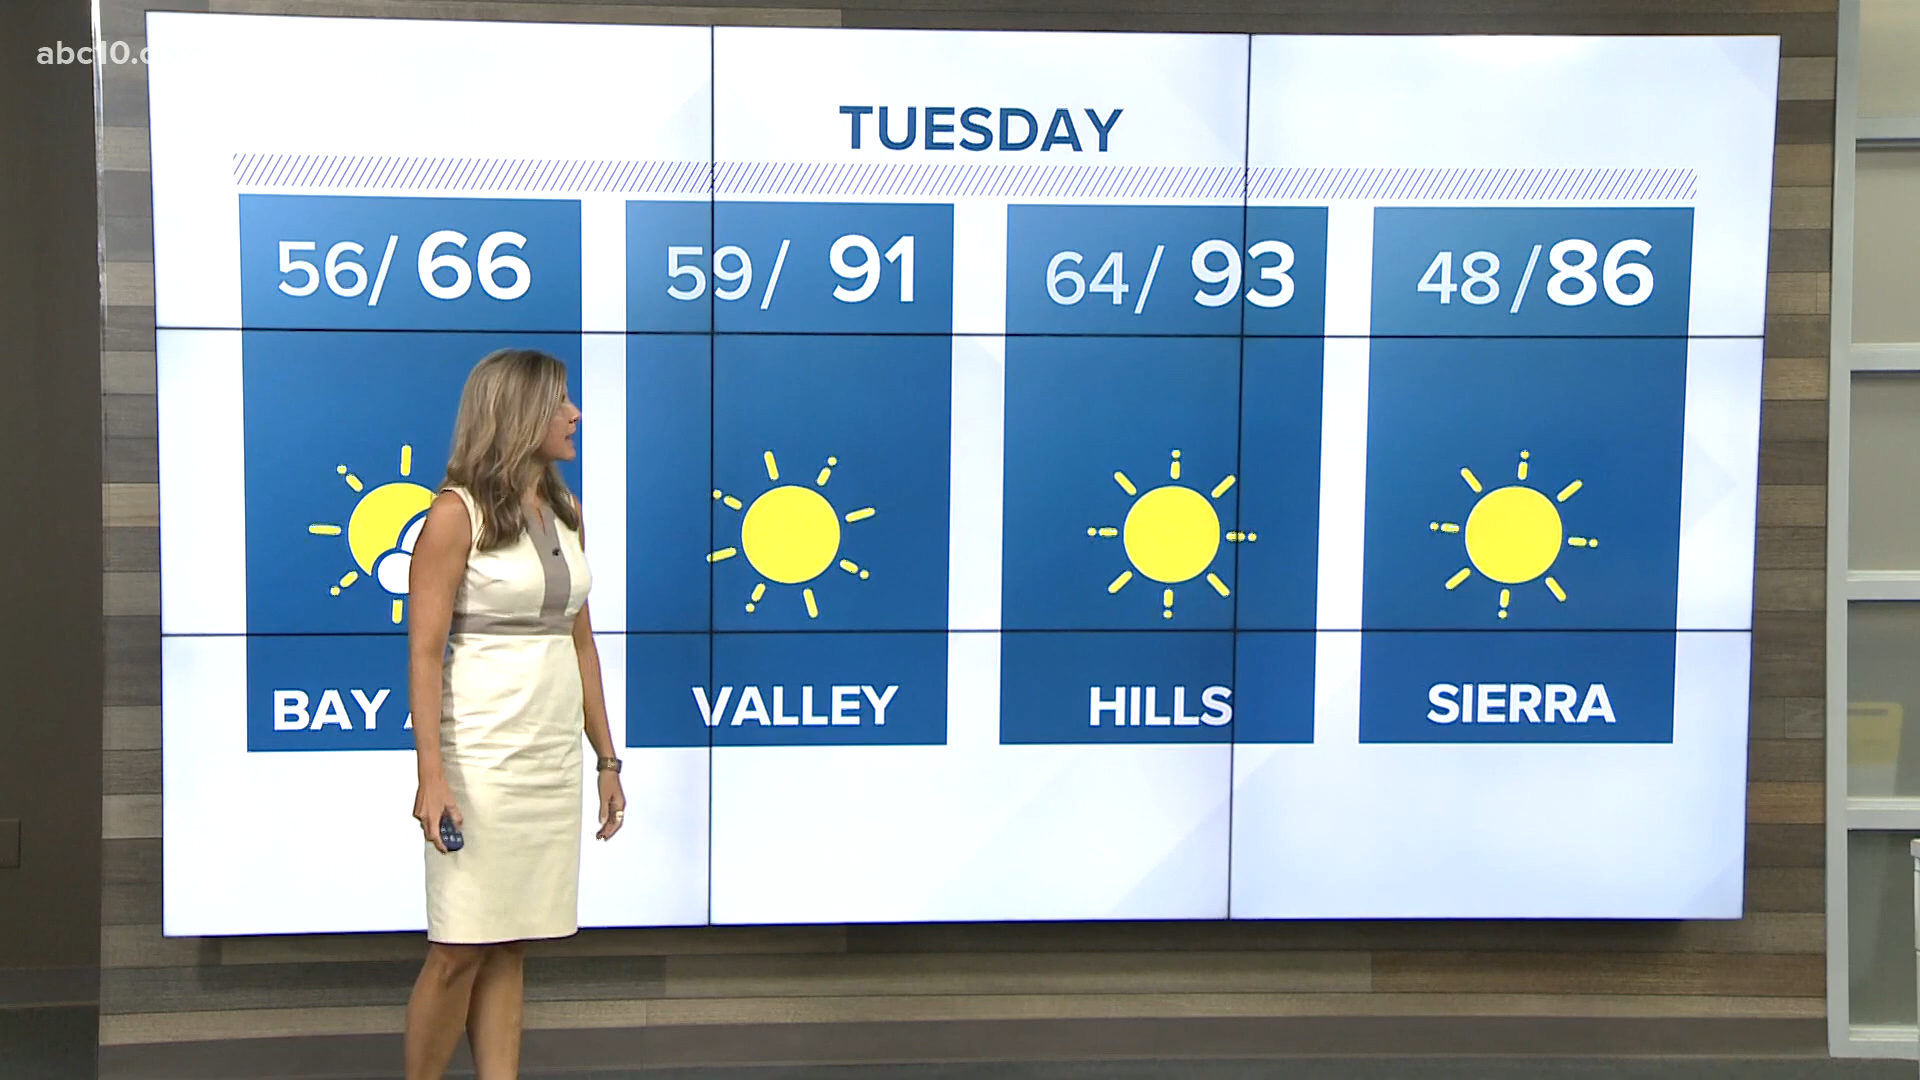 abc10.c
TUESDAY
56/66
59/ 91
64/ 93
48/86
BAY
VALLEY
HILLS
SIERRA